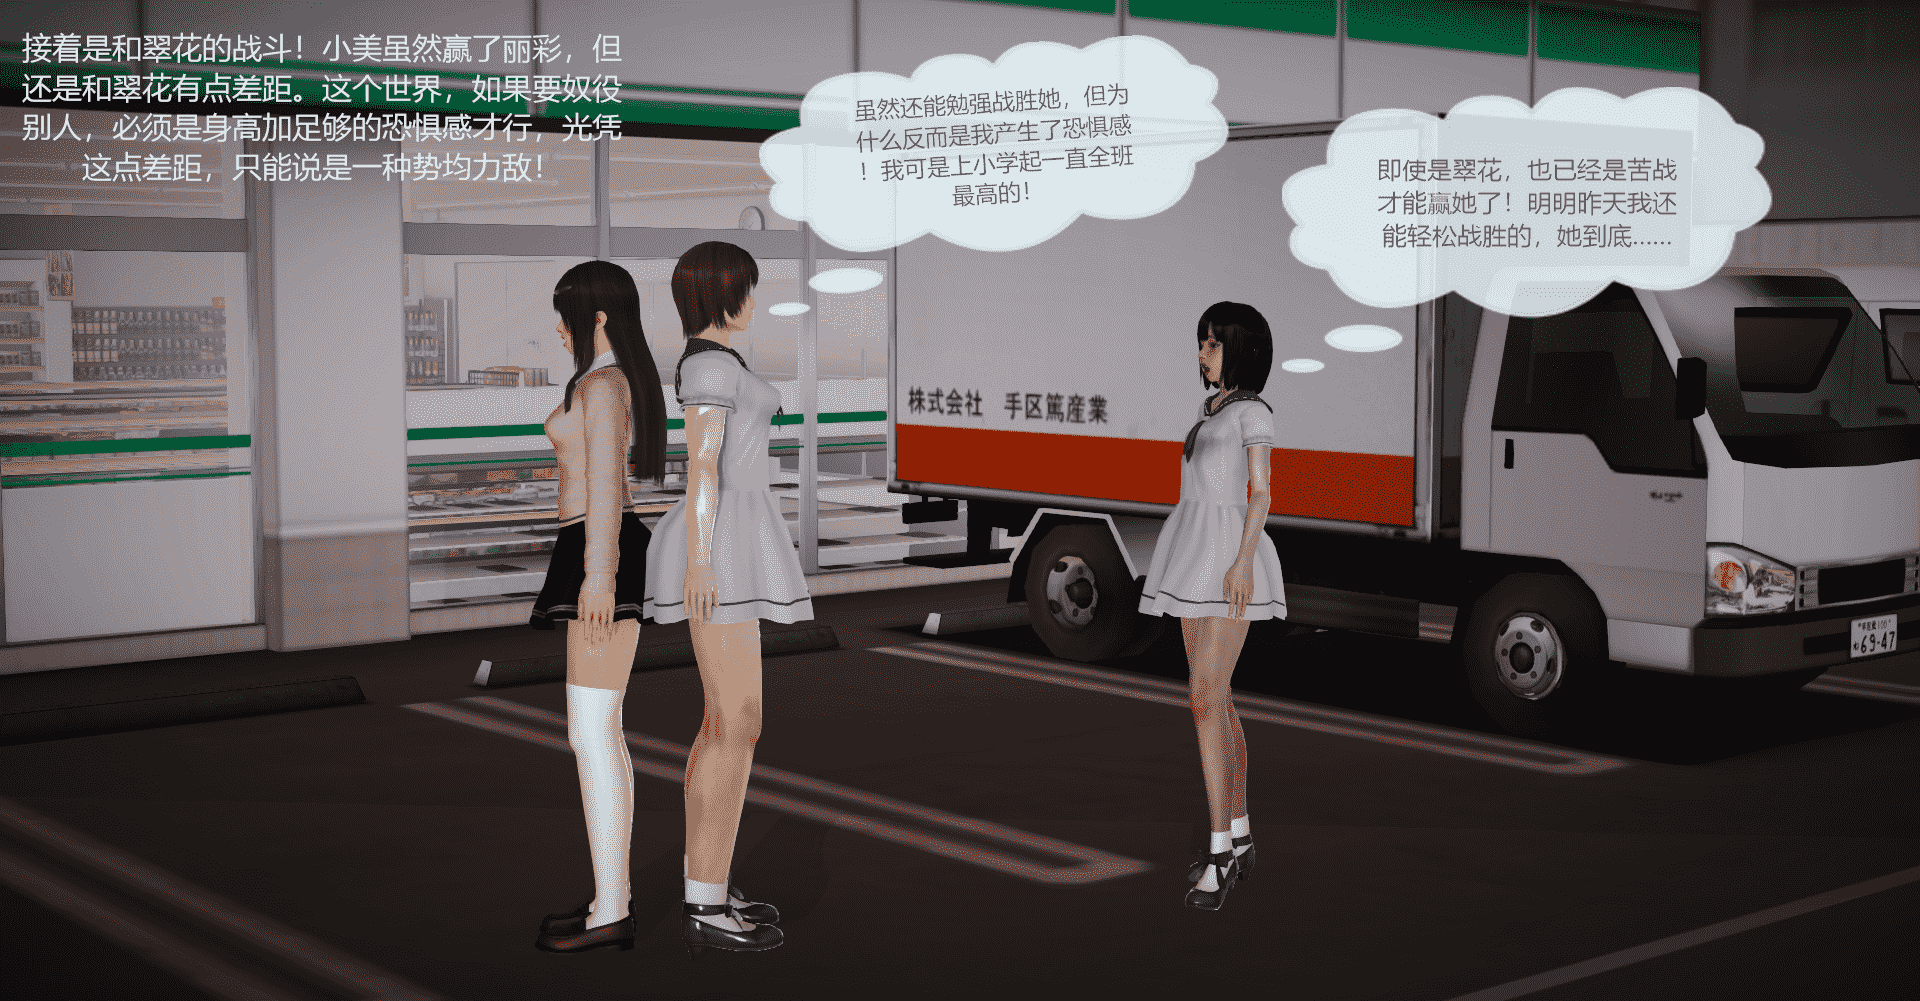 接着是和翠花的战斗！小美虽然赢了丽彩，但
还是和翠花有点差距。这个世界，如果要奴役
别人，必须是身高加足够的恐惧感才行，光凭
这点差距，只能说是一种势均力敌！
虽然还能勉强战胜她，但为
什么反而是我产生了恐惧感
！我可是上小学起一直全班
最高的！
即使是翠花，也已经是苦战
才能赢她了！明明昨天我还
能轻松战胜的，她到底……
株式会社 手区篤産業
69-47